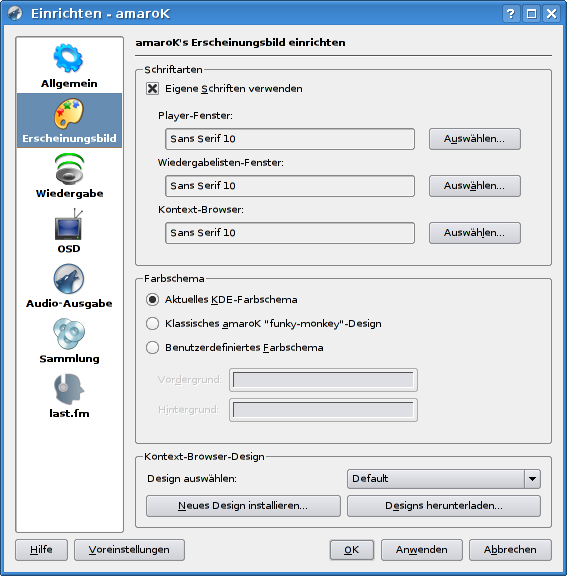 Einrichten - amaroK
Allgemein
Erscheinungsbild
Wiedergabe
OSD
Audio-Ausgabe
Sammlung
last.fm
amaroK's Erscheinungsbild einrichten
Schriftarten
Eigene Schriften verwenden
Player-Fenster:
Sans Serif 10
Auswählen...
Wiedergabelisten-Fenster:
Sans Serif 10
Auswählen...
Kontext-Browser:
Sans Serif 10
Auswählen...
Farbschema
Aktuelles KDE-Farbschema
Klassisches amaroK "funky-monkey"-Design
Benutzerdefiniertes Farbschema
Vordergrund:
Hintergrund:
Kontext-Browser-Design
Design auswählen:
Default
Neues Design installieren...
Designs herunterladen...
Hilfe
Voreinstellungen
OK
Anwenden
Abbrechen